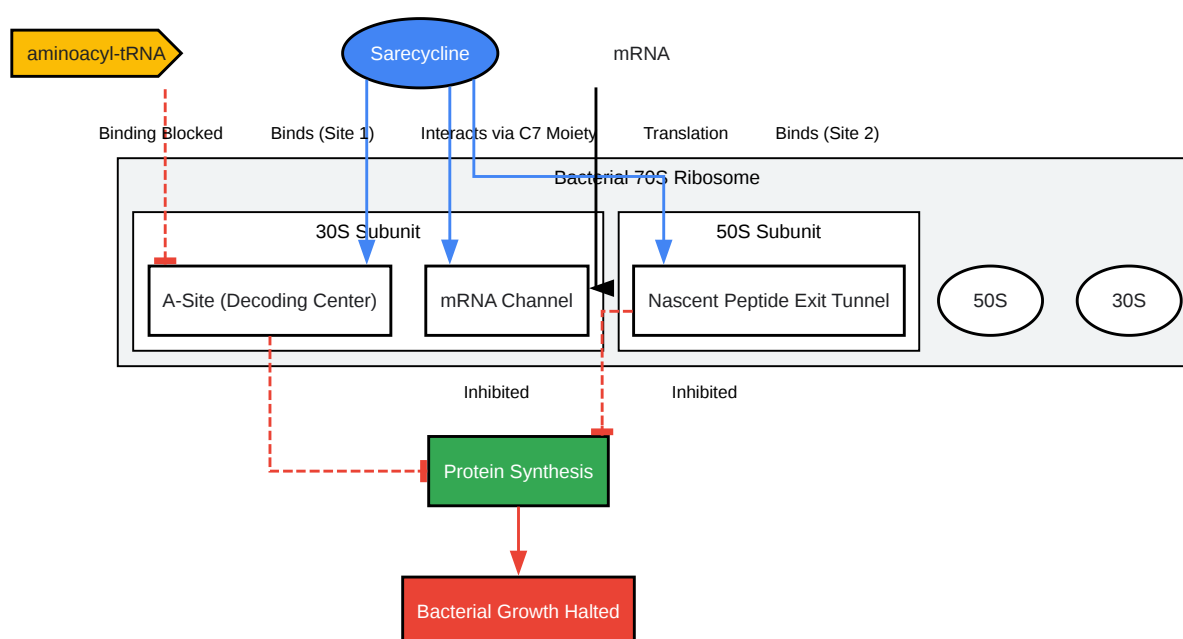 aminoacyl-tRNA
Sarecycline
mRNA
Binding Blocked
Binds (Site 1)
Interacts via C7 Moiety
Translation
Binds (Site 2)
Bacterial 70S Ribosome
30S Subunit
50S Subunit
A-Site (Decoding Center)
mRNA Channel
Nascent Peptide Exit Tunnel
50S
30S
Inhibited
Inhibited
Protein Synthesis
Bacterial Growth Halted